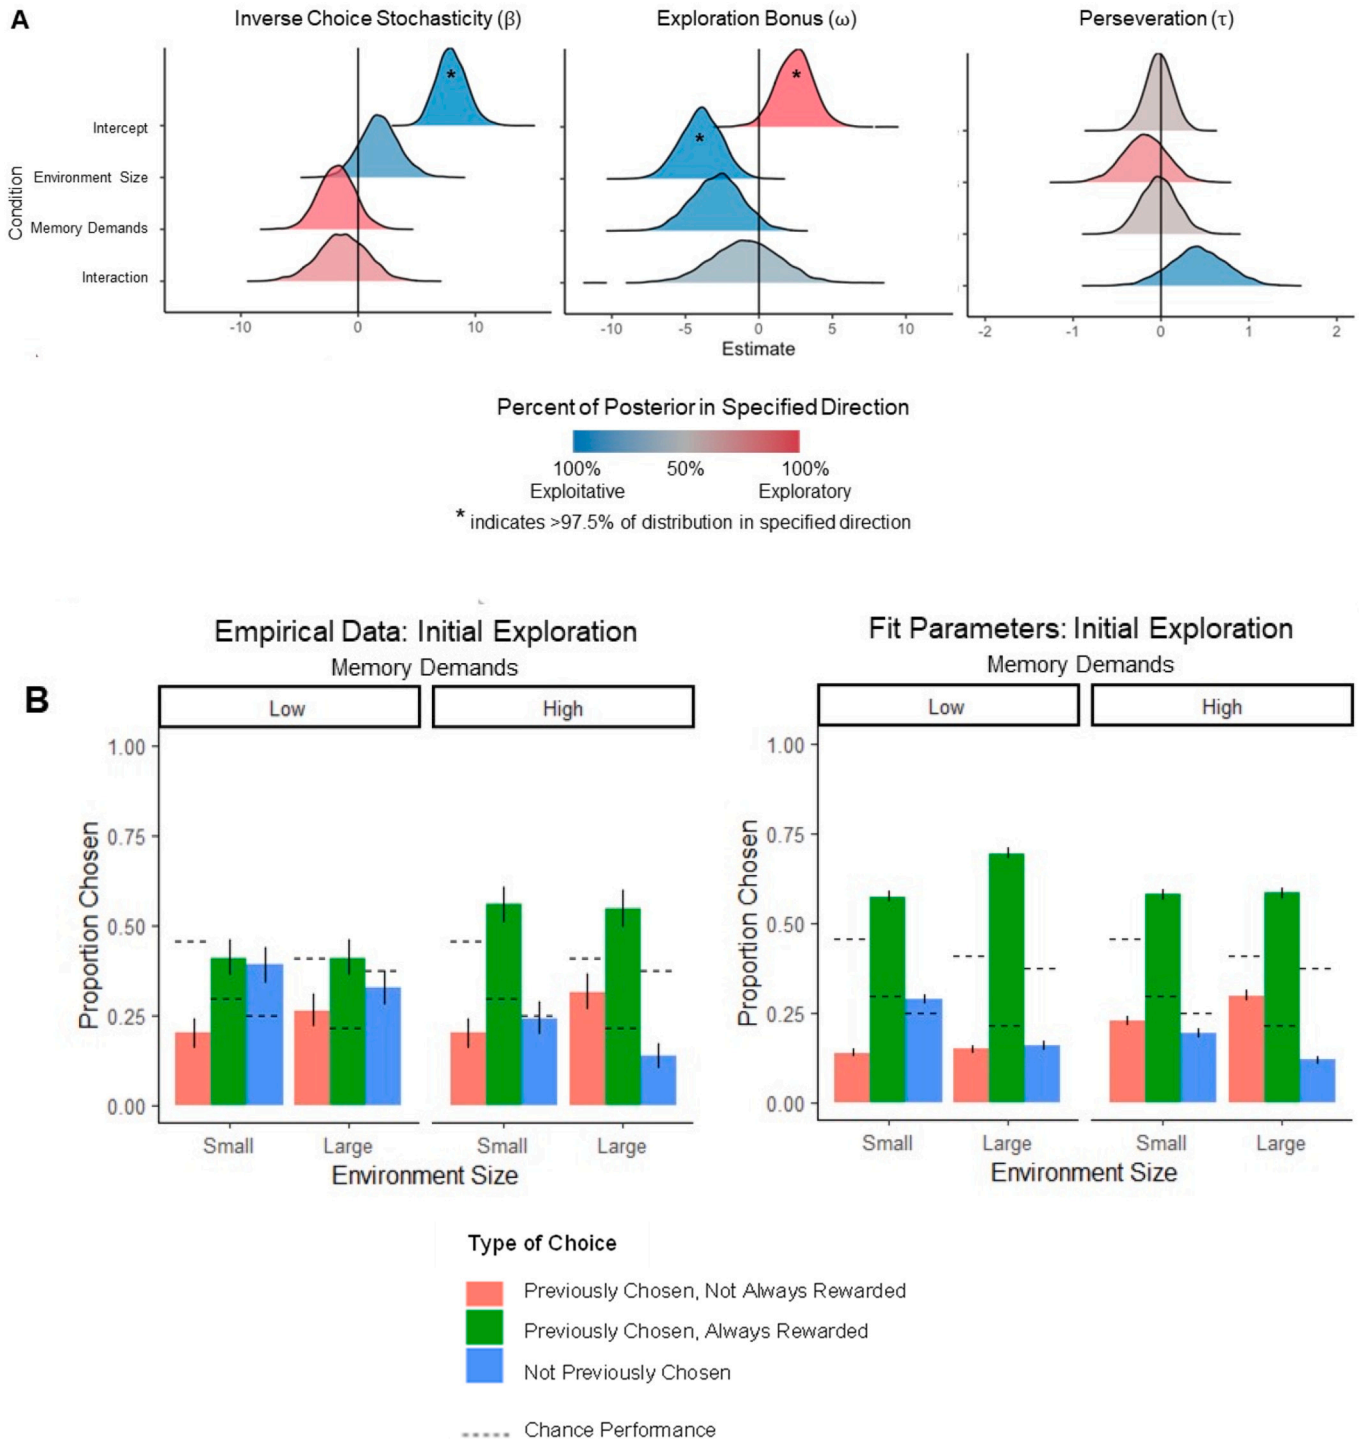 A
Inverse Choice Stochasticity (β)
Exploration Bonus (ω)
Perseveration (τ)
*
*
*
Condition
Intercept
Environment Size
Memory Demands
Interaction
-10 0 10
-10 -5 0 5 10
-2 -1 0 1 2
Estimate
Percent of Posterior in Specified Direction
100% 50% 100%
Exploitative Exploratory
* indicates >97.5% of distribution in specified direction
B
Empirical Data: Initial Exploration
Memory Demands
Low High
Proportion Chosen
1.00
0.75
0.50
0.25
0.00
Small Large Small Large
Environment Size
Fit Parameters: Initial Exploration
Memory Demands
Low High
Proportion Chosen
1.00
0.75
0.50
0.25
0.00
Small Large Small Large
Environment Size
Type of Choice
Previously Chosen, Not Always Rewarded
Previously Chosen, Always Rewarded
Not Previously Chosen
Chance Performance